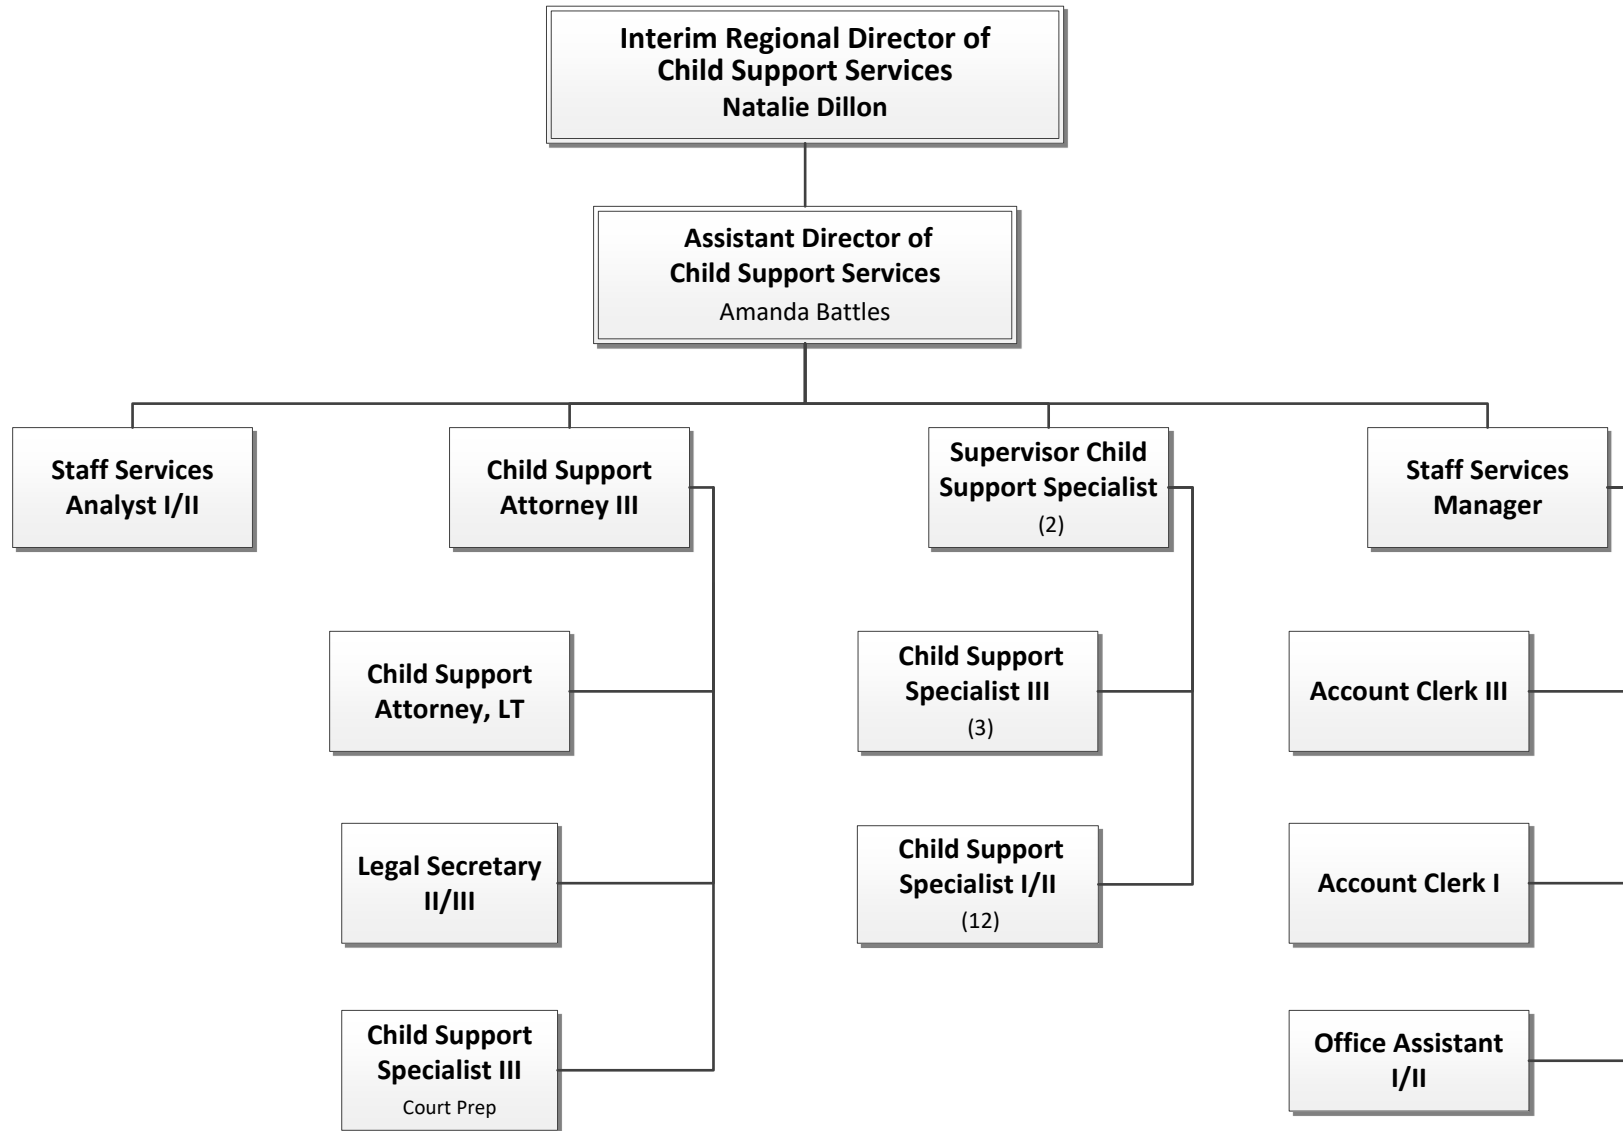 Interim Regional Director of
Child Support Services
Natalie Dillon
Assistant Director of
Child Support Services
Amanda Battles
Staff Services
Analyst I/II
Child Support
Attorney III
Supervisor Child
Support Specialist
(2)
Staff Services
Manager
Child Support
Attorney, LT
Child Support
Specialist III
(3)
Account Clerk III
Legal Secretary
II/III
Child Support
Specialist I/II
(12)
Account Clerk I
Child Support
Specialist III
Court Prep
Office Assistant
I/II